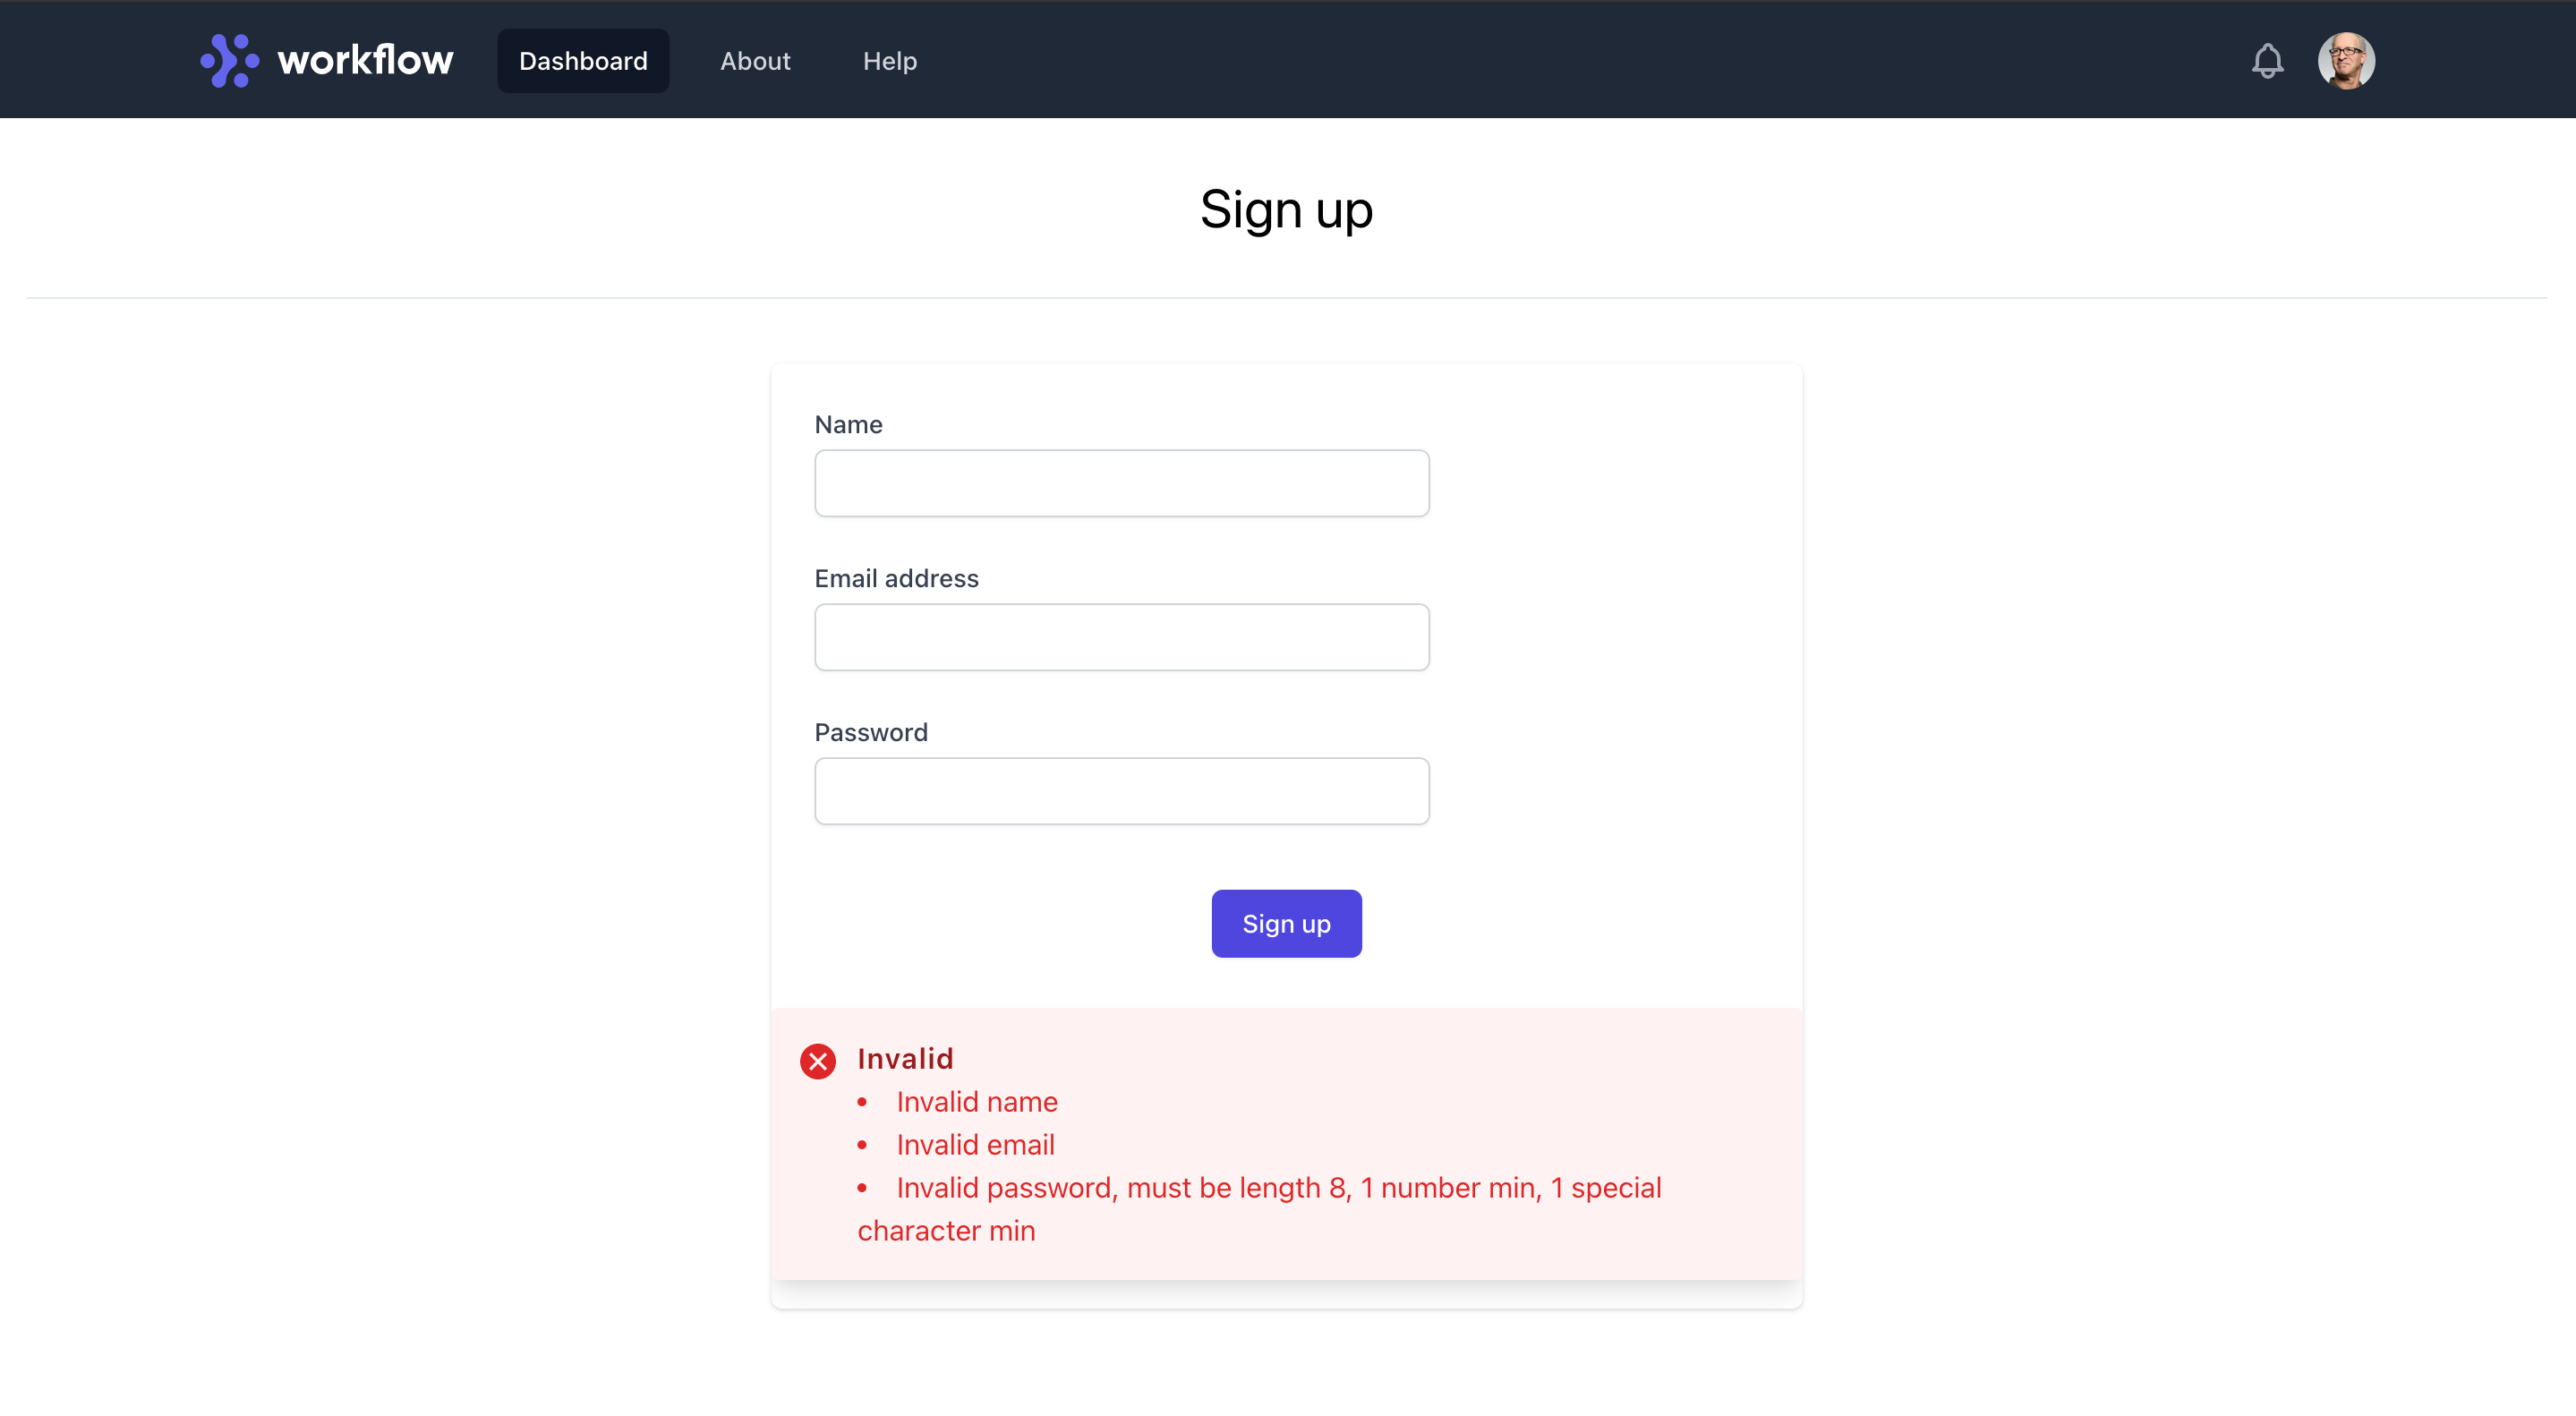 workflow Dashboard About Help
Sign up
Name
Email address
Password
Sign up
Invalid
• Invalid name
• Invalid email
• Invalid password, must be length 8, 1 number min, 1 special
character min